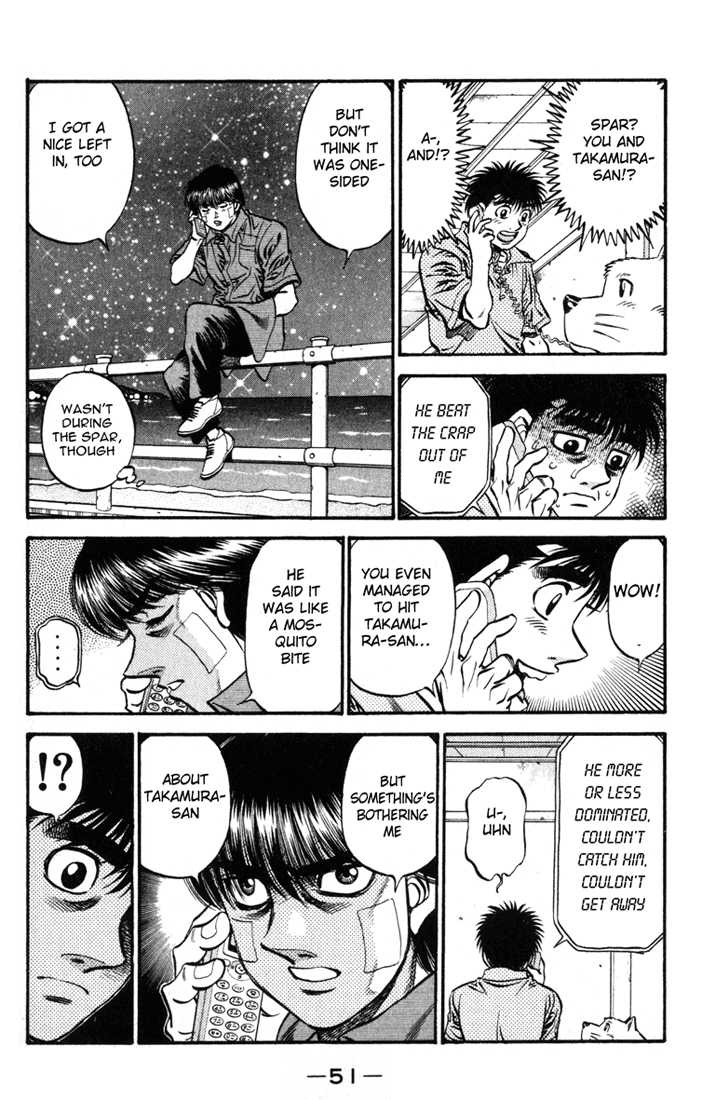 SPAR?
YOU AND
TAKAMURA-
SAN!?
A-,
AND!?
BUT
DON'T
THINK IT
WAS ONE-
SIDED
I GOT A
NICE LEFT
IN, TOO
WASN'T
DURING
THE SPAR,
THOUGH
HE BEAT
THE CRAP
OUT OF
ME
WOW!
YOU EVEN
MANAGED
TO HIT
TAKAMU-
RA-SAN...
HE
SAID IT
WAS LIKE
A MOS-
QUITO
BITE
....
HE MORE
OR LESS
DOMINATED,
COULDN'T
CATCH HIM,
COULDN'T
GET AWAY
U-,
UHN
BUT
SOMETHING'S
BOTHERING
ME
ABOUT
TAKAMURA-
SAN
!?
—51—